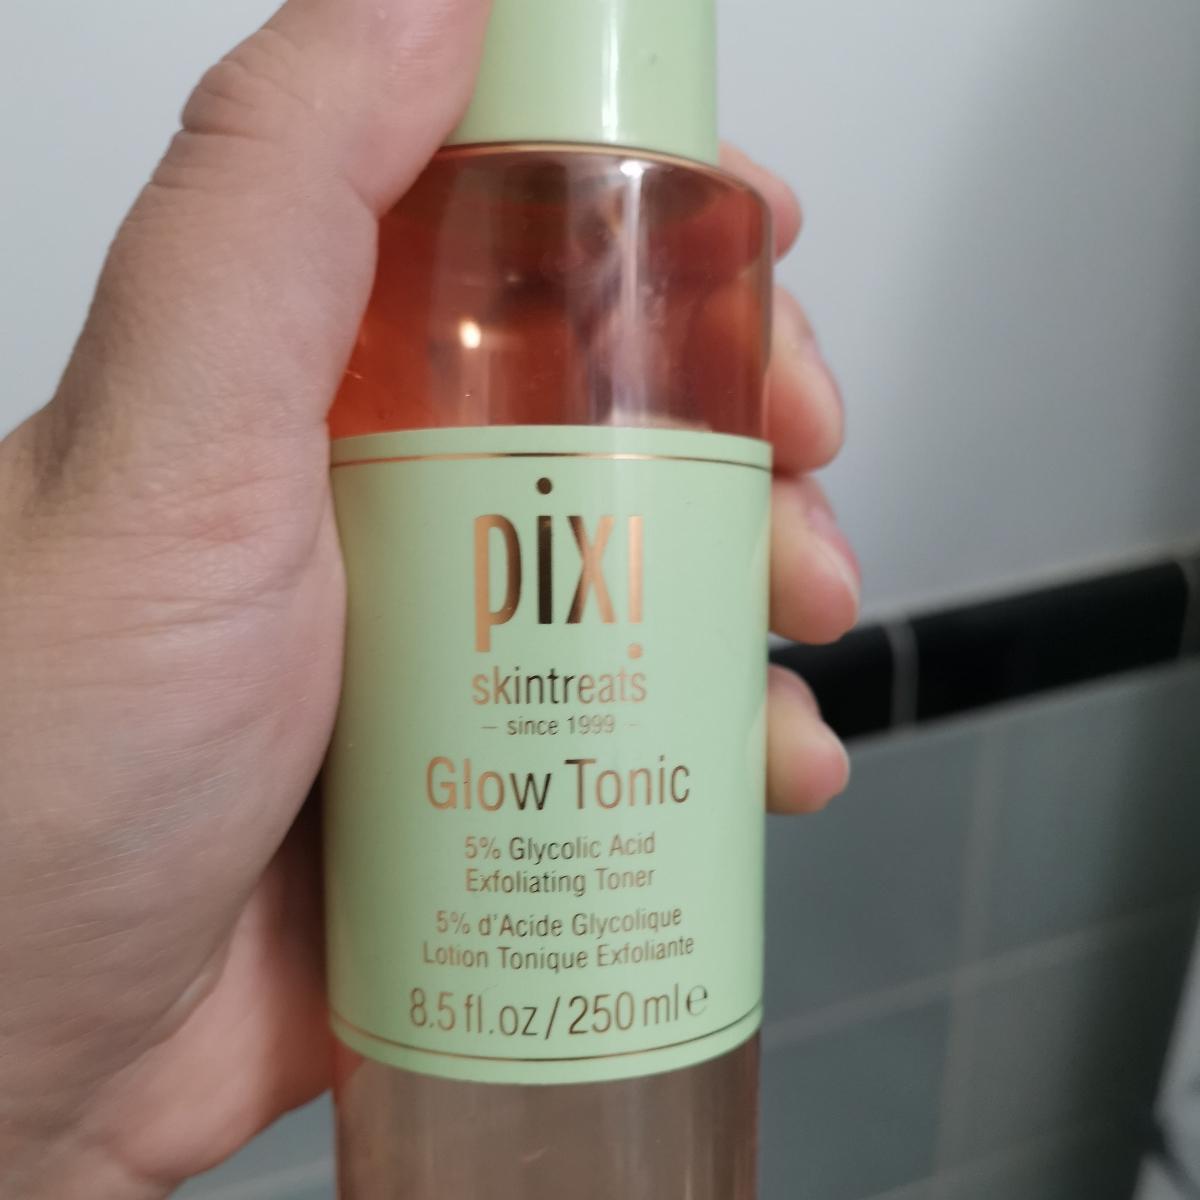 pixi
skintreats
– since 1999 –
Glow Tonic
5% Glycolic Acid
Exfoliating Toner
5% d'Acide Glycolique
Lotion Tonique Exfoliante
8.5 fl.oz / 250 ml ℮